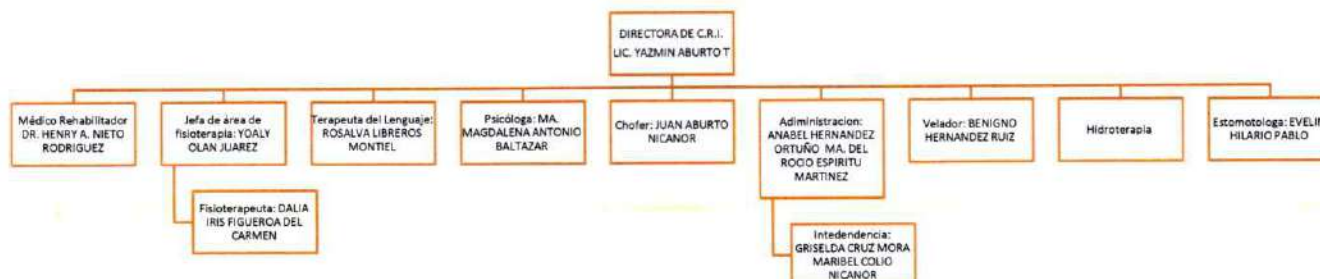 DIRECTORA DE C.R.I.
LIC. YAZMIN ABURTO T
Médico Rehabilitador
DR. HENRY A. NIETO
RODRIGUEZ
Jefa de área de
fisioterapia: YOALY
OLAN JUAREZ
Terapeuta del Lenguaje:
ROSALVA LIBREROS
MONTIEL
Psicóloga: MA.
MAGDALENA ANTONIO
BALTAZAR
Chofer: JUAN ABURTO
NICANOR
Adiministracion:
ANABEL HERNANDEZ
ORTUÑO MA. DEL
ROCIO ESPIRITU
MARTINEZ
Velador: BENIGNO
HERNANDEZ RUIZ
Hidroterapia
Estomotologa: EVELIN
HILARIO PABLO
Fisioterapeuta: DALIA
IRIS FIGUEROA DEL
CARMEN
Intedendencia:
GRISELDA CRUZ MORA
MARIBEL COLIO
NICANOR